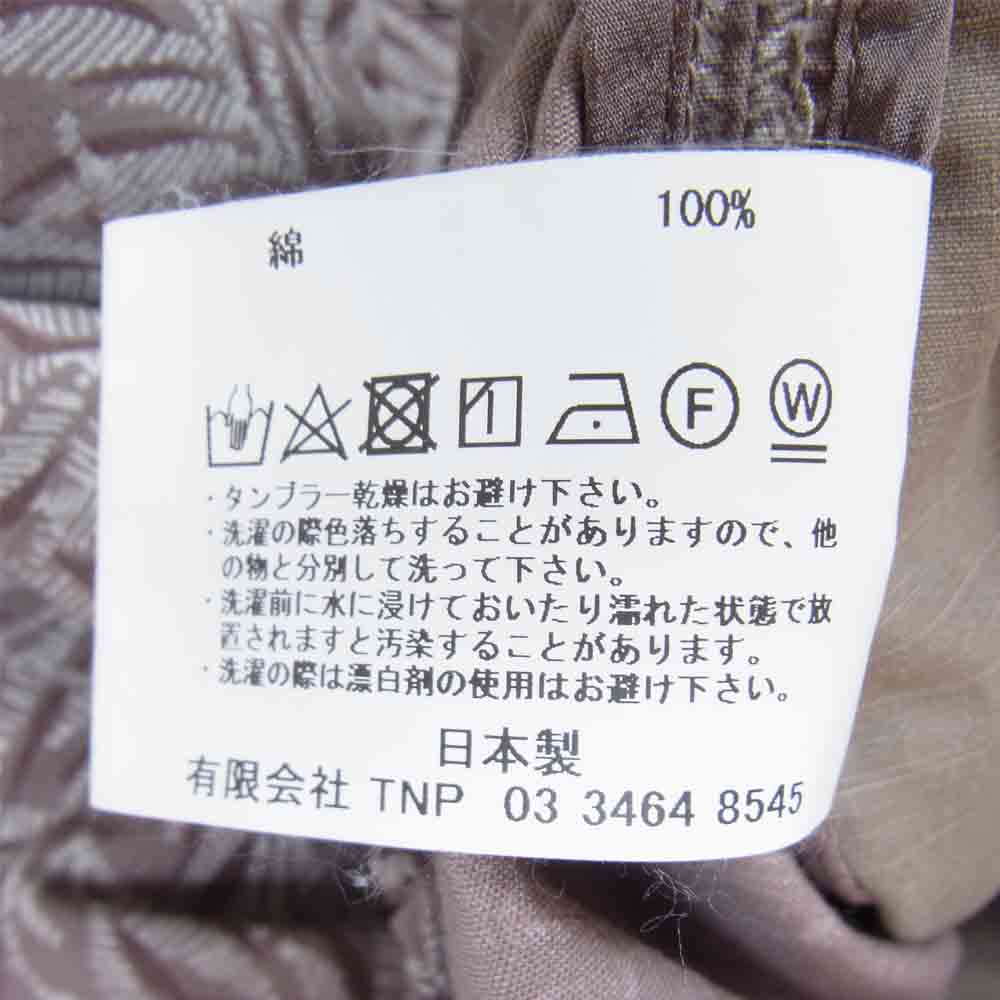 綿 100%
F W
・タンブラー乾燥はお避け下さい。
・洗濯の際色落ちすることがありますので、他
の物と分別して洗って下さい。
・洗濯前に水に浸けておいたり濡れた状態で放
置されますと汚染することがあります。
・洗濯の際は漂白剤の使用はお避け下さい。
日本製
有限会社 TNP 03 3464 8545